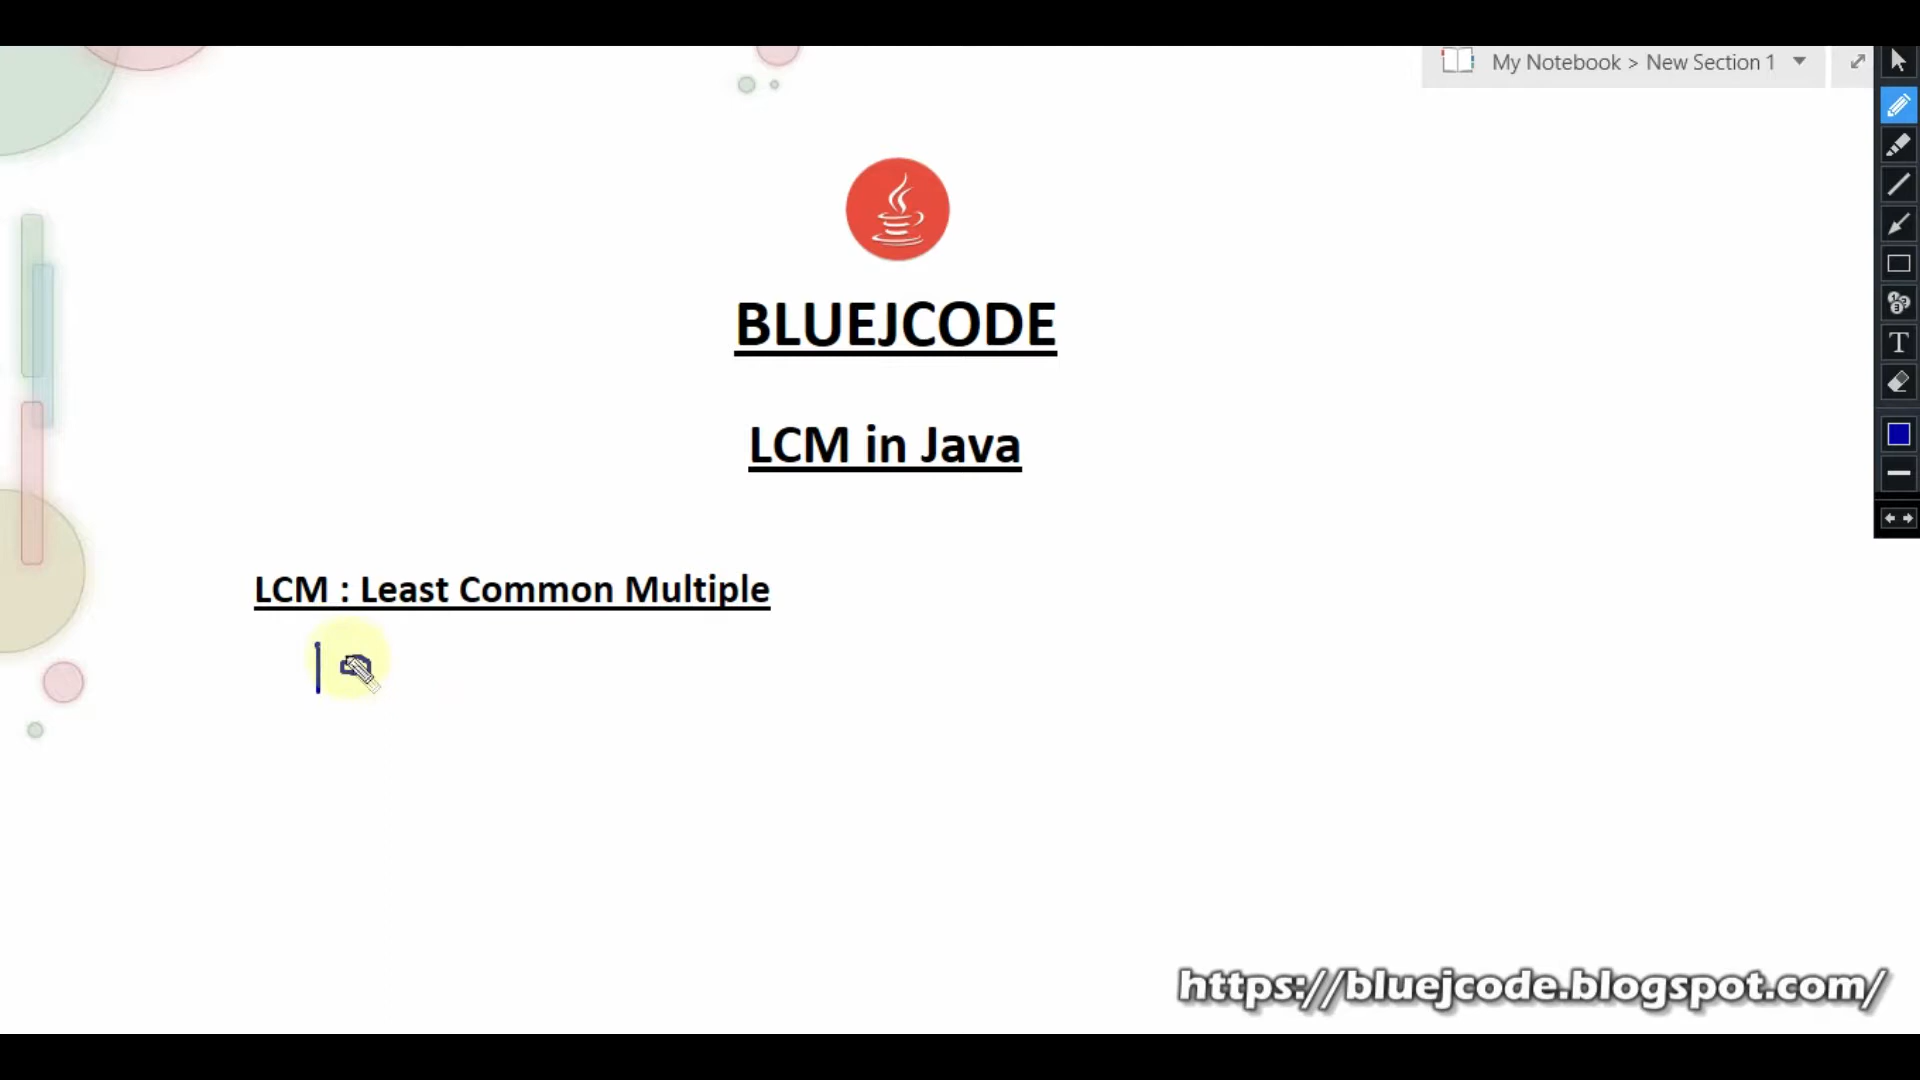 My Notebook > New Section 1
BLUEJCODE
LCM in Java
LCM : Least Common Multiple
https://bluejcode.blogspot.com/